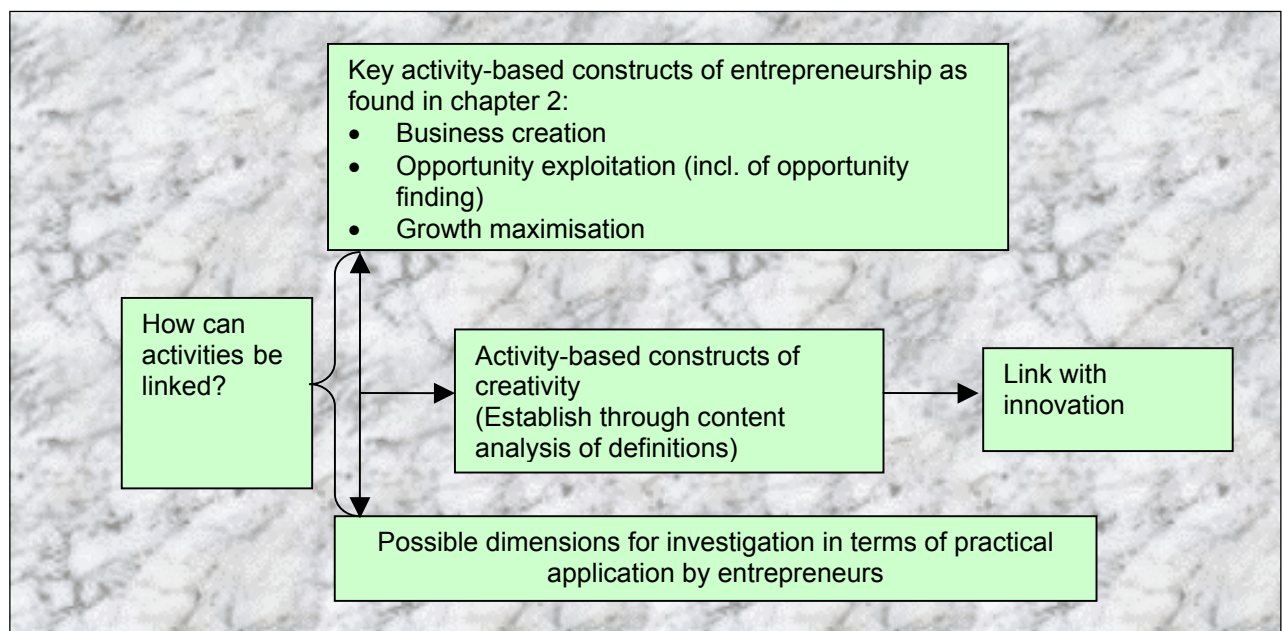 Key activity-based constructs of entrepreneurship as
found in chapter 2:
• Business creation
• Opportunity exploitation (incl. of opportunity
finding)
• Growth maximisation
How can
activities be
linked?
Activity-based constructs of
creativity
(Establish through content
analysis of definitions)
Link with
innovation
Possible dimensions for investigation in terms of practical
application by entrepreneurs